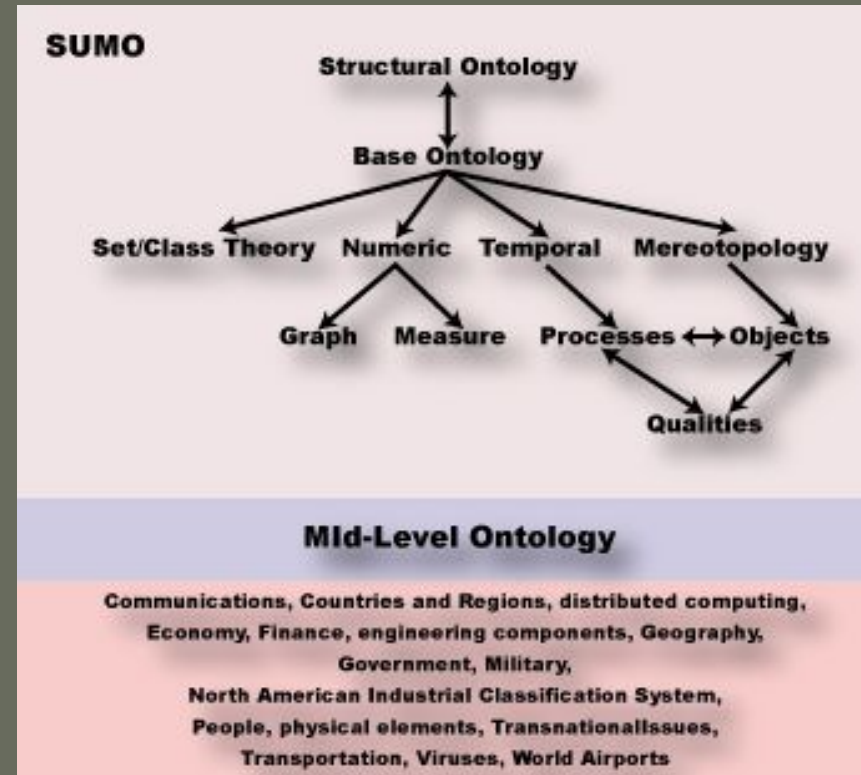 SUMO
Structural Ontology
Base Ontology
Set/Class Theory Numeric Temporal Mereotopology
Graph Measure Processes Objects
Qualities
MId-Level Ontology
Communications, Countries and Regions, distributed computing,
Economy, Finance, engineering components, Geography,
Government, Military,
North American Industrial Classification System,
People, physical elements, TransnationalIssues,
Transportation, Viruses, World Airports